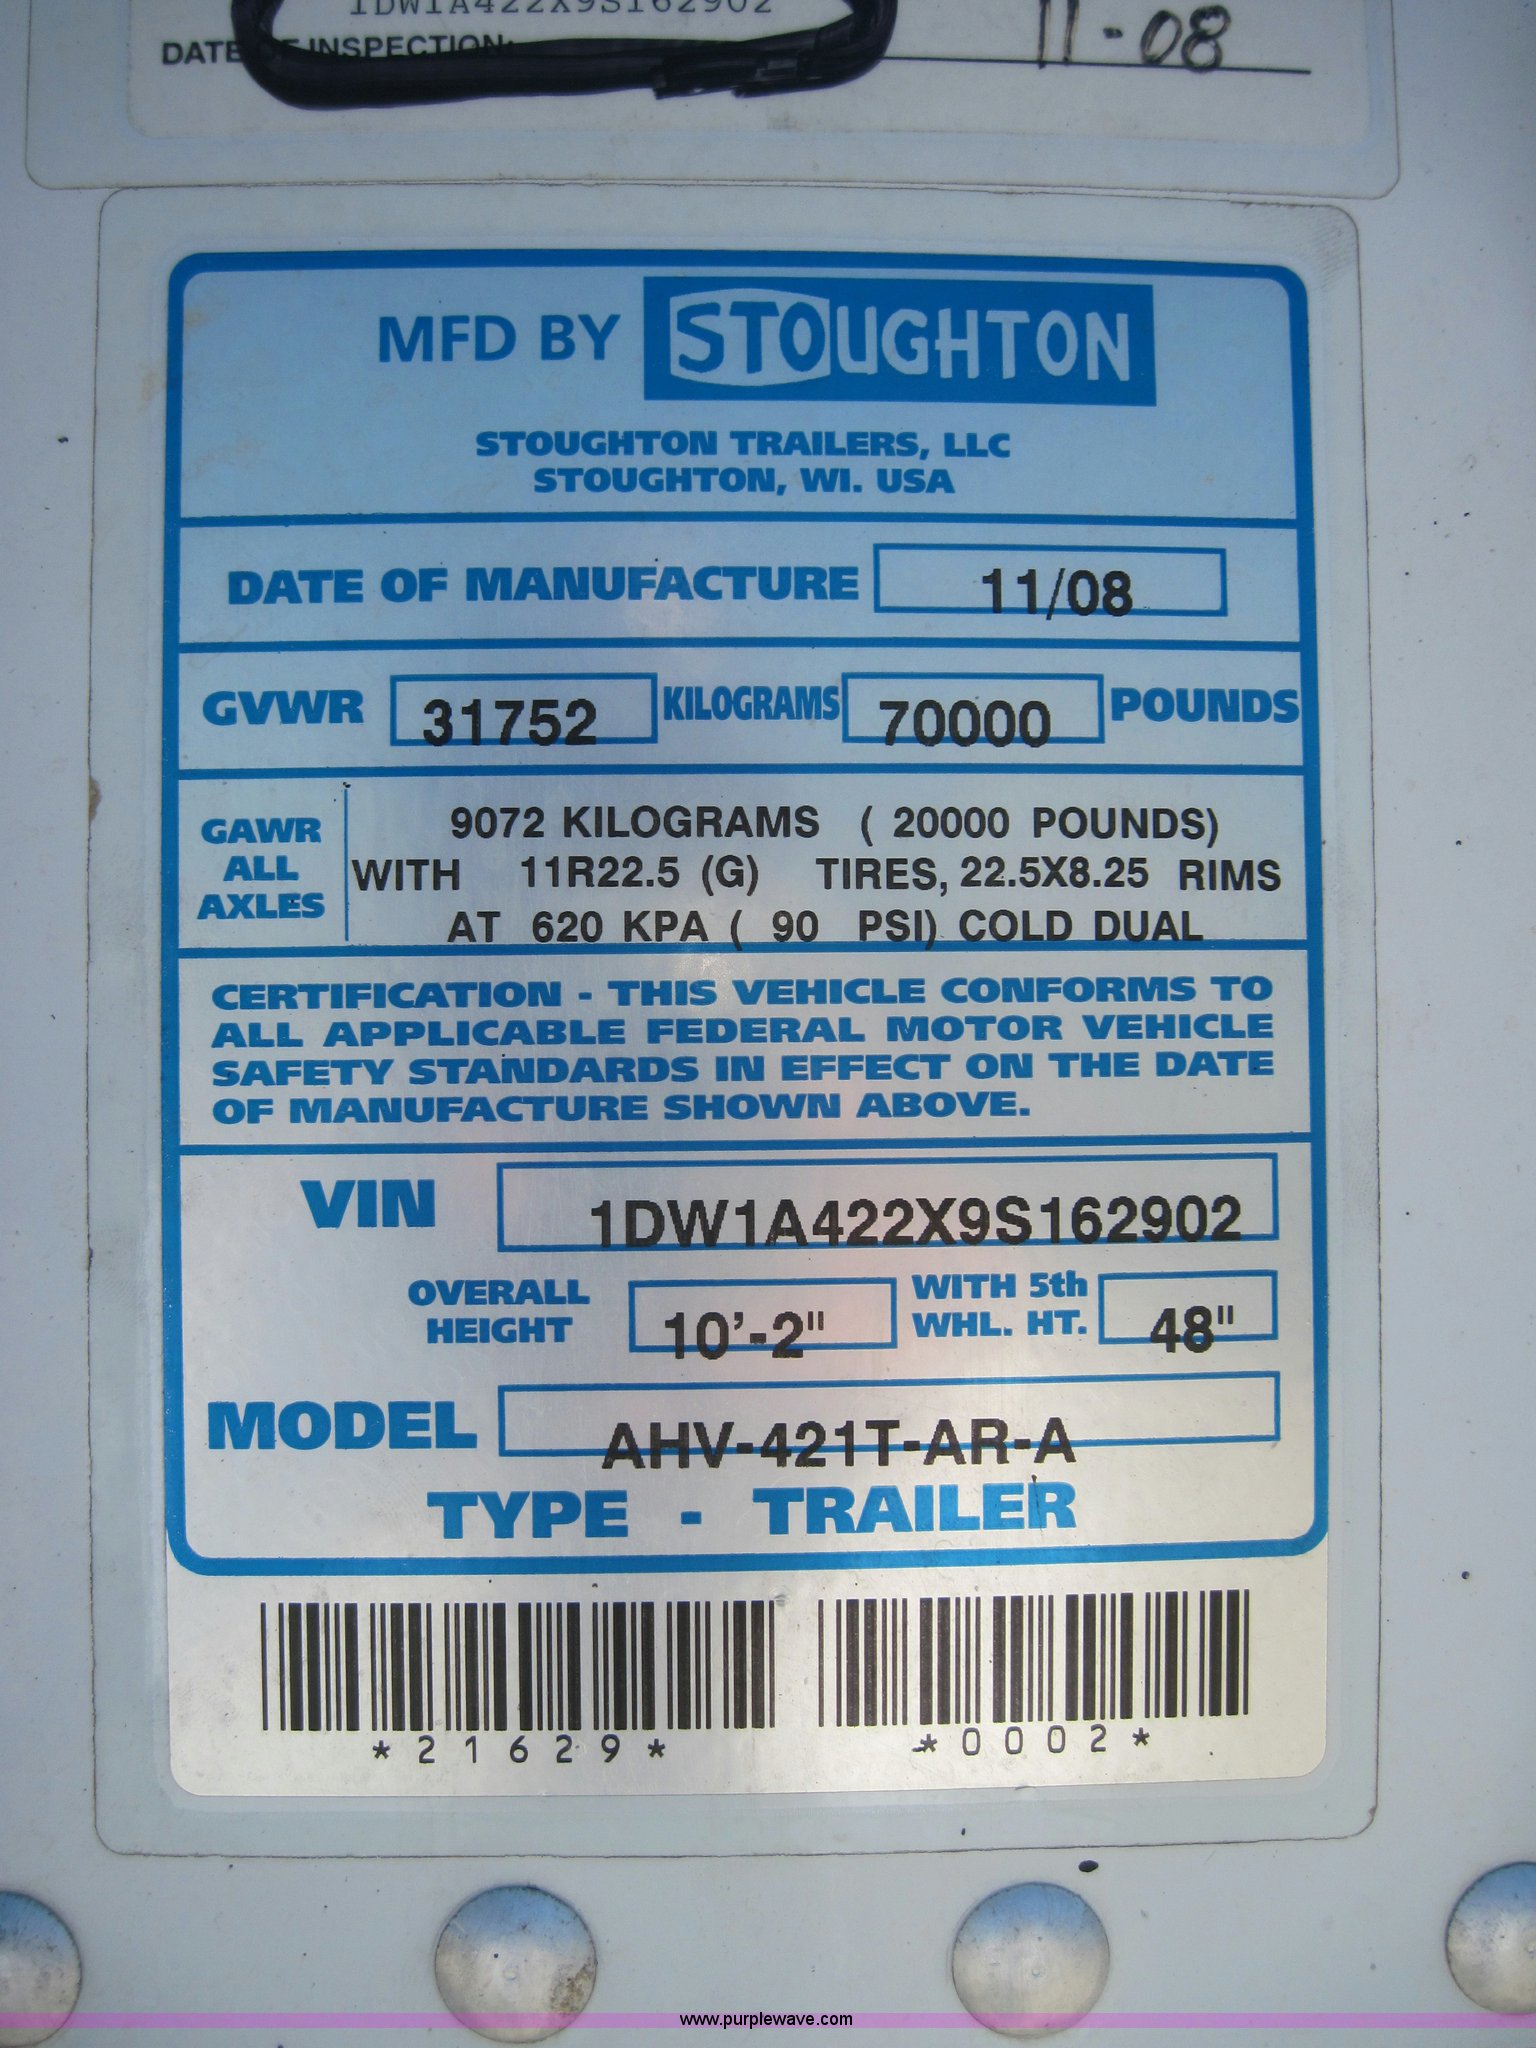 1DW1A422X9S162902
DATE OF INSPECTION: 11-08
MFD BY STOUGHTON
STOUGHTON TRAILERS, LLC
STOUGHTON, WI. USA
DATE OF MANUFACTURE 11/08
GVWR 31752 KILOGRAMS 70000 POUNDS
GAWR ALL AXLES
9072 KILOGRAMS ( 20000 POUNDS)
WITH 11R22.5 (G) TIRES, 22.5X8.25 RIMS
AT 620 KPA ( 90 PSI) COLD DUAL
CERTIFICATION - THIS VEHICLE CONFORMS TO
ALL APPLICABLE FEDERAL MOTOR VEHICLE
SAFETY STANDARDS IN EFFECT ON THE DATE
OF MANUFACTURE SHOWN ABOVE.
VIN 1DW1A422X9S162902
OVERALL HEIGHT 10'-2" WITH 5th WHL. HT. 48"
MODEL AHV-421T-AR-A
TYPE - TRAILER
*21629* *0002*
www.purplewave.com